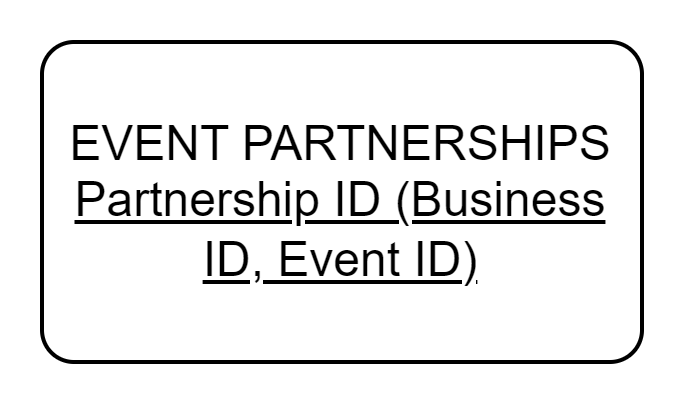 EVENT PARTNERSHIPS
Partnership ID (Business
ID, Event ID)